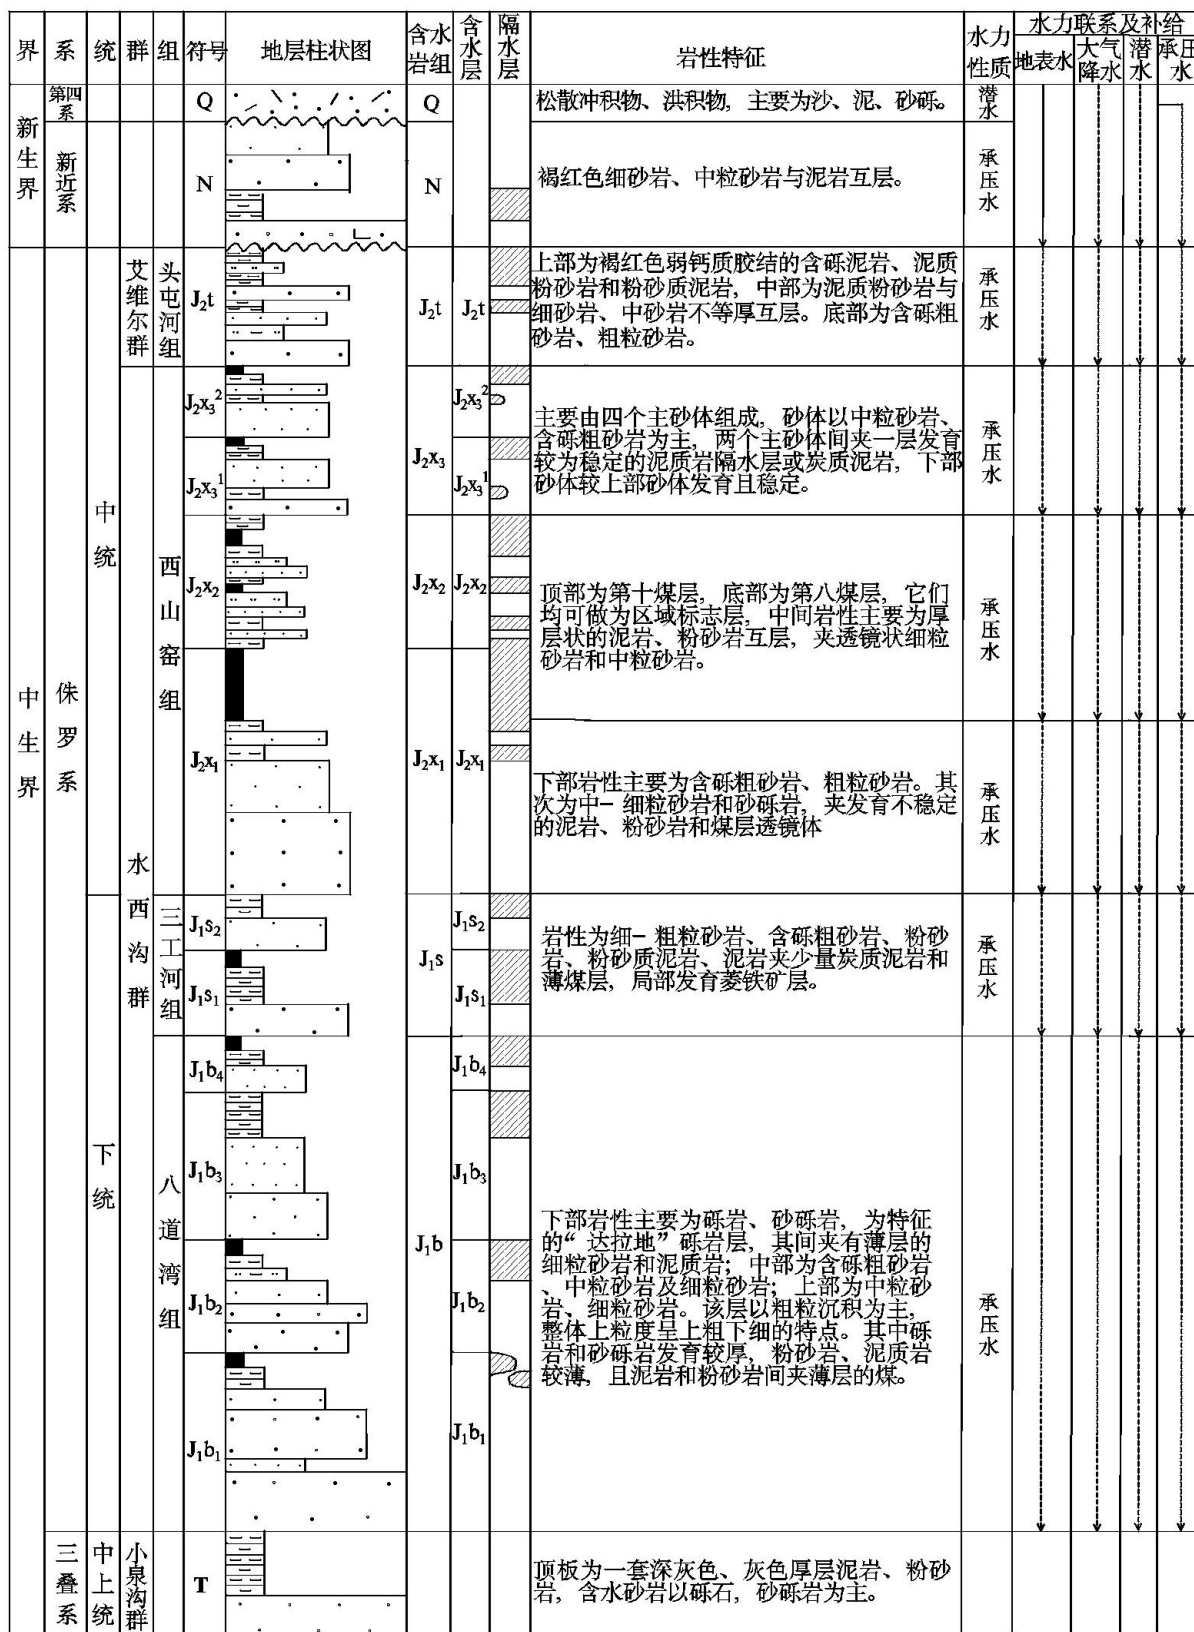 界 系 统 群 组 符号 地层柱状图 含水岩组 含水层 隔水层 岩性特征 水力性质 水力联系及补给
地表水 大气降水 潜水 承压水
新生界
第四系
Q
Q
松散冲积物、洪积物，主要为沙、泥、砂砾。
潜水
新近系
N
N
褐红色细砂岩、中粒砂岩与泥岩互层。
承压水
中生界
侏罗系
中统
艾维尔群
头屯河组
J₂t
J₂t
J₂t
上部为褐红色弱钙质胶结的含砾泥岩、泥质
粉砂岩和粉砂质泥岩，中部为泥质粉砂岩与
细砂岩、中砂岩不等厚互层。底部为含砾粗
砂岩、粗粒砂岩。
承压水
水西沟群
西山窑组
J₂x₃²
J₂x₃¹
J₂x₃
J₂x₃²
J₂x₃¹
主要由四个主砂体组成，砂体以中粒砂岩、
含砾粗砂岩为主，两个主砂体间夹一层发育
较为稳定的泥质岩隔水层或炭质泥岩，下部
砂体较上部砂体发育且稳定。
承压水
J₂x₂
J₂x₂
J₂x₂
顶部为第十煤层，底部为第八煤层，它们
均可做为区域标志层，中间岩性主要为厚
层状的泥岩、粉砂岩互层，夹透镜状细粒
砂岩和中粒砂岩。
承压水
J₂x₁
J₂x₁
J₂x₁
下部岩性主要为含砾粗砂岩、粗粒砂岩。其
次为中—细粒砂岩和砂砾岩，夹发育不稳定
的泥岩、粉砂岩和煤层透镜体
承压水
下统
三工河组
J₁s₂
J₁s₁
J₁s
J₁s₂
J₁s₁
岩性为细—粗粒砂岩、含砾粗砂岩、粉砂
岩、粉砂质泥岩、泥岩夹少量炭质泥岩和
薄煤层，局部发育菱铁矿层。
承压水
八道湾组
J₁b₄
J₁b₃
J₁b₂
J₁b₁
J₁b
J₁b₄
J₁b₃
J₁b₂
J₁b₁
下部岩性主要为砾岩、砂砾岩，为特征
的“达拉地”砾岩层，其间夹有薄层的
细粒砂岩和泥质岩；中部为含砾粗砂岩
、中粒砂岩及细粒砂岩；上部为中粒砂
岩、细粒砂岩。该层以粗粒沉积为主，
整体上粒度呈上粗下细的特点。其中砾
岩和砂砾岩发育较厚，粉砂岩、泥质岩
较薄，且泥岩和粉砂岩间夹薄层的煤。
承压水
三叠系
中上统
小泉沟群
T
顶板为一套深灰色、灰色厚层泥岩、粉砂
岩，含水砂岩以砾石，砂砾岩为主。